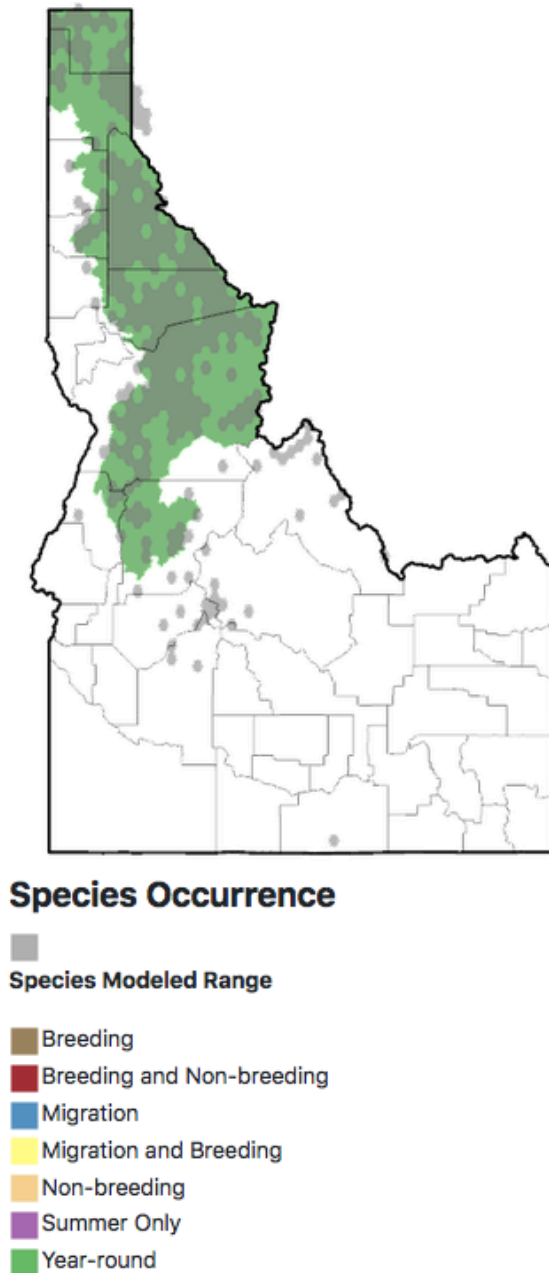 Species Occurrence
Species Modeled Range
Breeding
Breeding and Non-breeding
Migration
Migration and Breeding
Non-breeding
Summer Only
Year-round